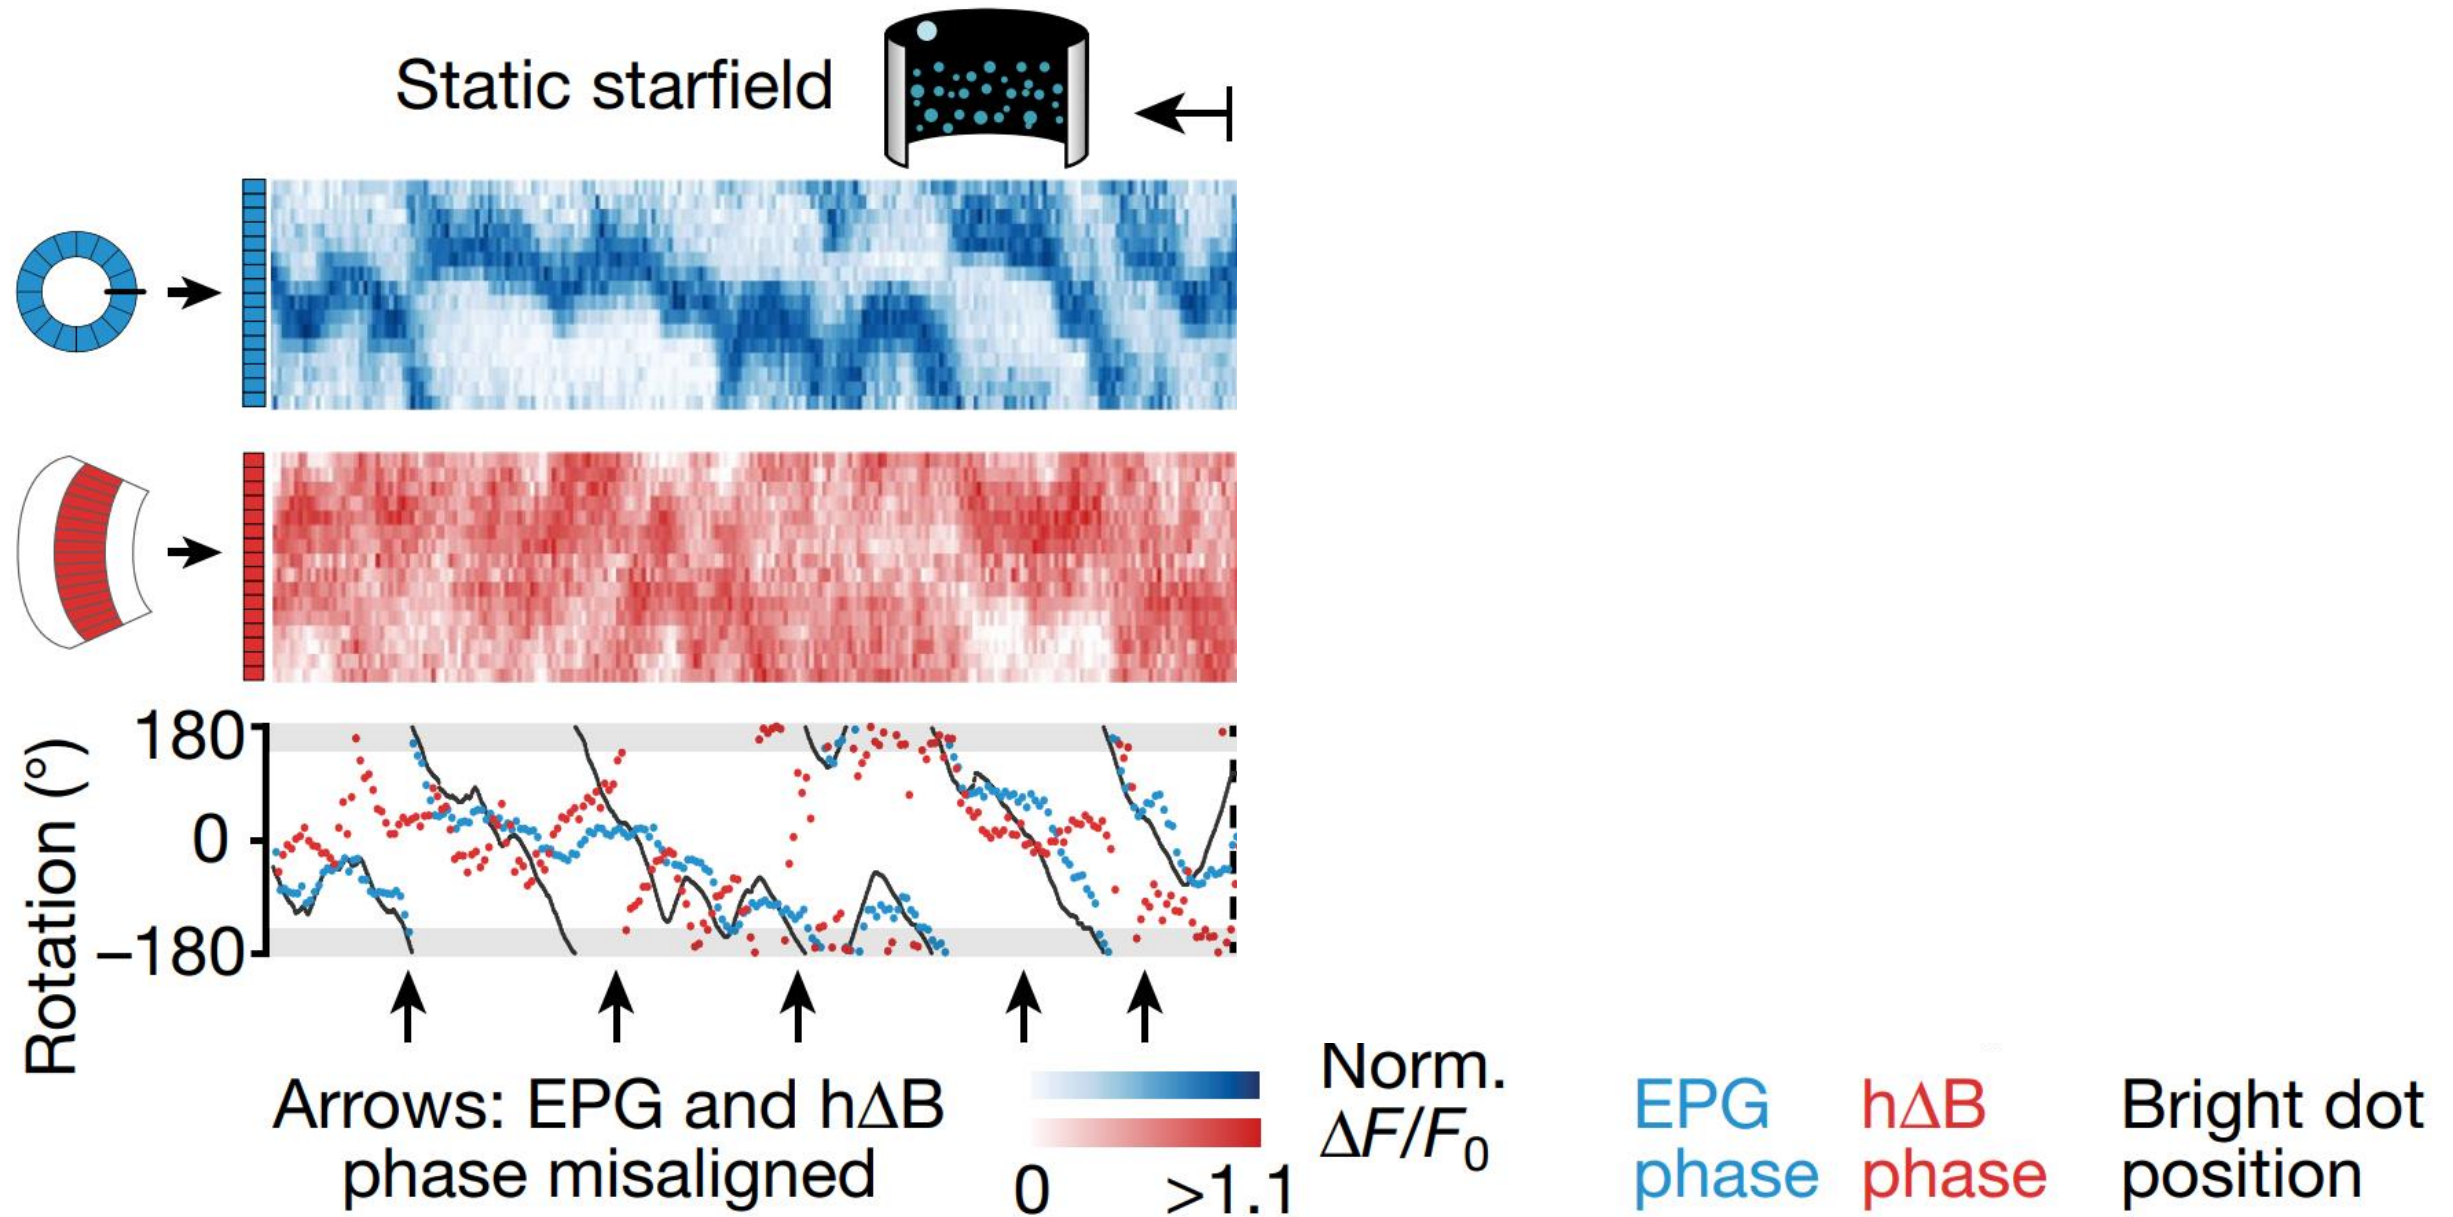 Static starfield
Rotation (°)
180
0
−180
Arrows: EPG and hΔB
phase misaligned
Norm.
ΔF/F0
0
>1.1
EPG
phase
hΔB
phase
Bright dot
position